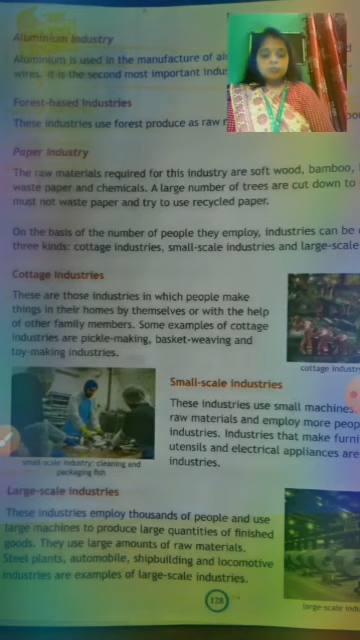 Aluminium Industry
Aluminium is used in the manufacture of
wires. It is the second most important
Forest-based Industries
These industries use forest produce as raw
Paper Industry
The raw materials required for this industry are soft wood, bamboo,
waste paper and chemicals. A large number of trees are cut down to
must not waste paper and try to use recycled paper.
On the basis of the number of people they employ, industries can be
three kinds: cottage industries, small-scale industries and large-scale
Cottage Industries
These are those industries in which people make
things in their homes by themselves or with the help
of other family members. Some examples of cottage
industries are pickle-making, basket-weaving and
toy-making industries.
cottage
Small-scale Industries
These industries use small machines.
raw materials and employ more
industries. Industries that make
utensils and electrical appliances are
industries.
small-scale industry: cleaning and
packaging fish
Large-scale Industries
These industries employ thousands of people and use
large machines to produce large quantities of finished
goods. They use large amounts of raw materials.
Steel plants, automobile, shipbuilding and locomotive
industries are examples of large-scale industries.
large-scale
128